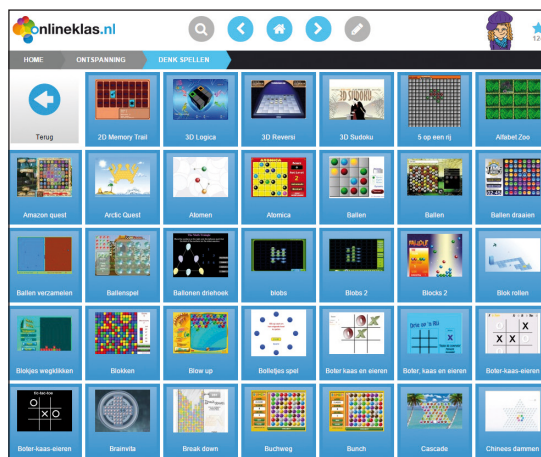 onlineklas.nl
HOME ONTSPANNING DENK SPELLEN
Terug 2D Memory Trail 3D Logica 3D Reversi 3D Sudoku 5 op een rij Alfabet Zoo
Amazon quest Arctic Quest Atomen Atomica Ballen Ballen Ballen draaien
Ballen verzamelen Ballenspel Ballonen driehoek blobs Blobs 2 Blocks 2 Blok rollen
Blokjes wegklikken Blokken Blow up Bolletjes spel Boter kaas en eieren Boter, kaas en eieren Boter-kaas-eieren
Boter-kaas-eieren Brainvita Break down Buchweg Bunch Cascade Chinees dammen